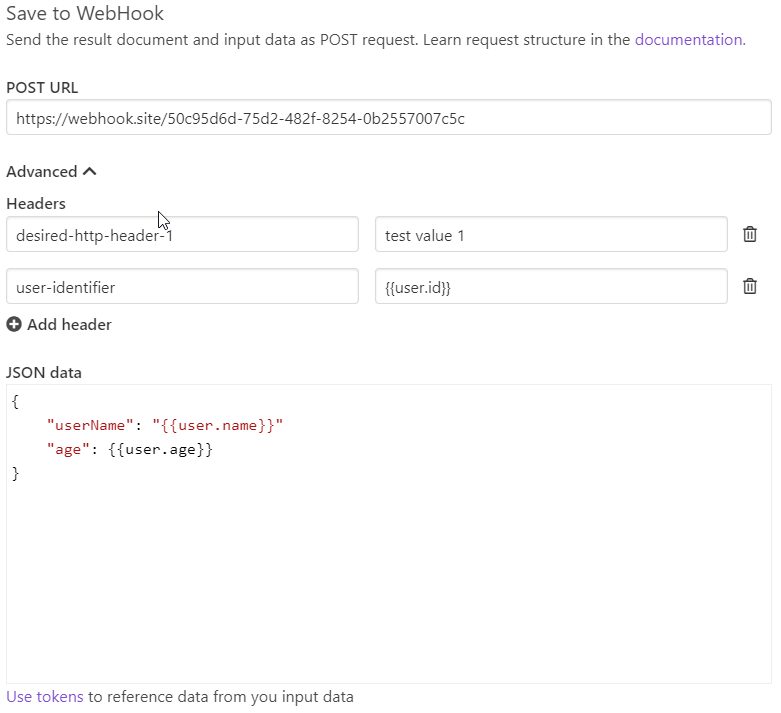 Save to WebHook
Send the result document and input data as POST request. Learn request structure in the documentation.
POST URL
https://webhook.site/50c95d6d-75d2-482f-8254-0b2557007c5c
Advanced
Headers
desired-http-header-1 test value 1
user-identifier {{user.id}}
Add header
JSON data
{
"userName": "{{user.name}}"
"age": {{user.age}}
}
Use tokens to reference data from you input data